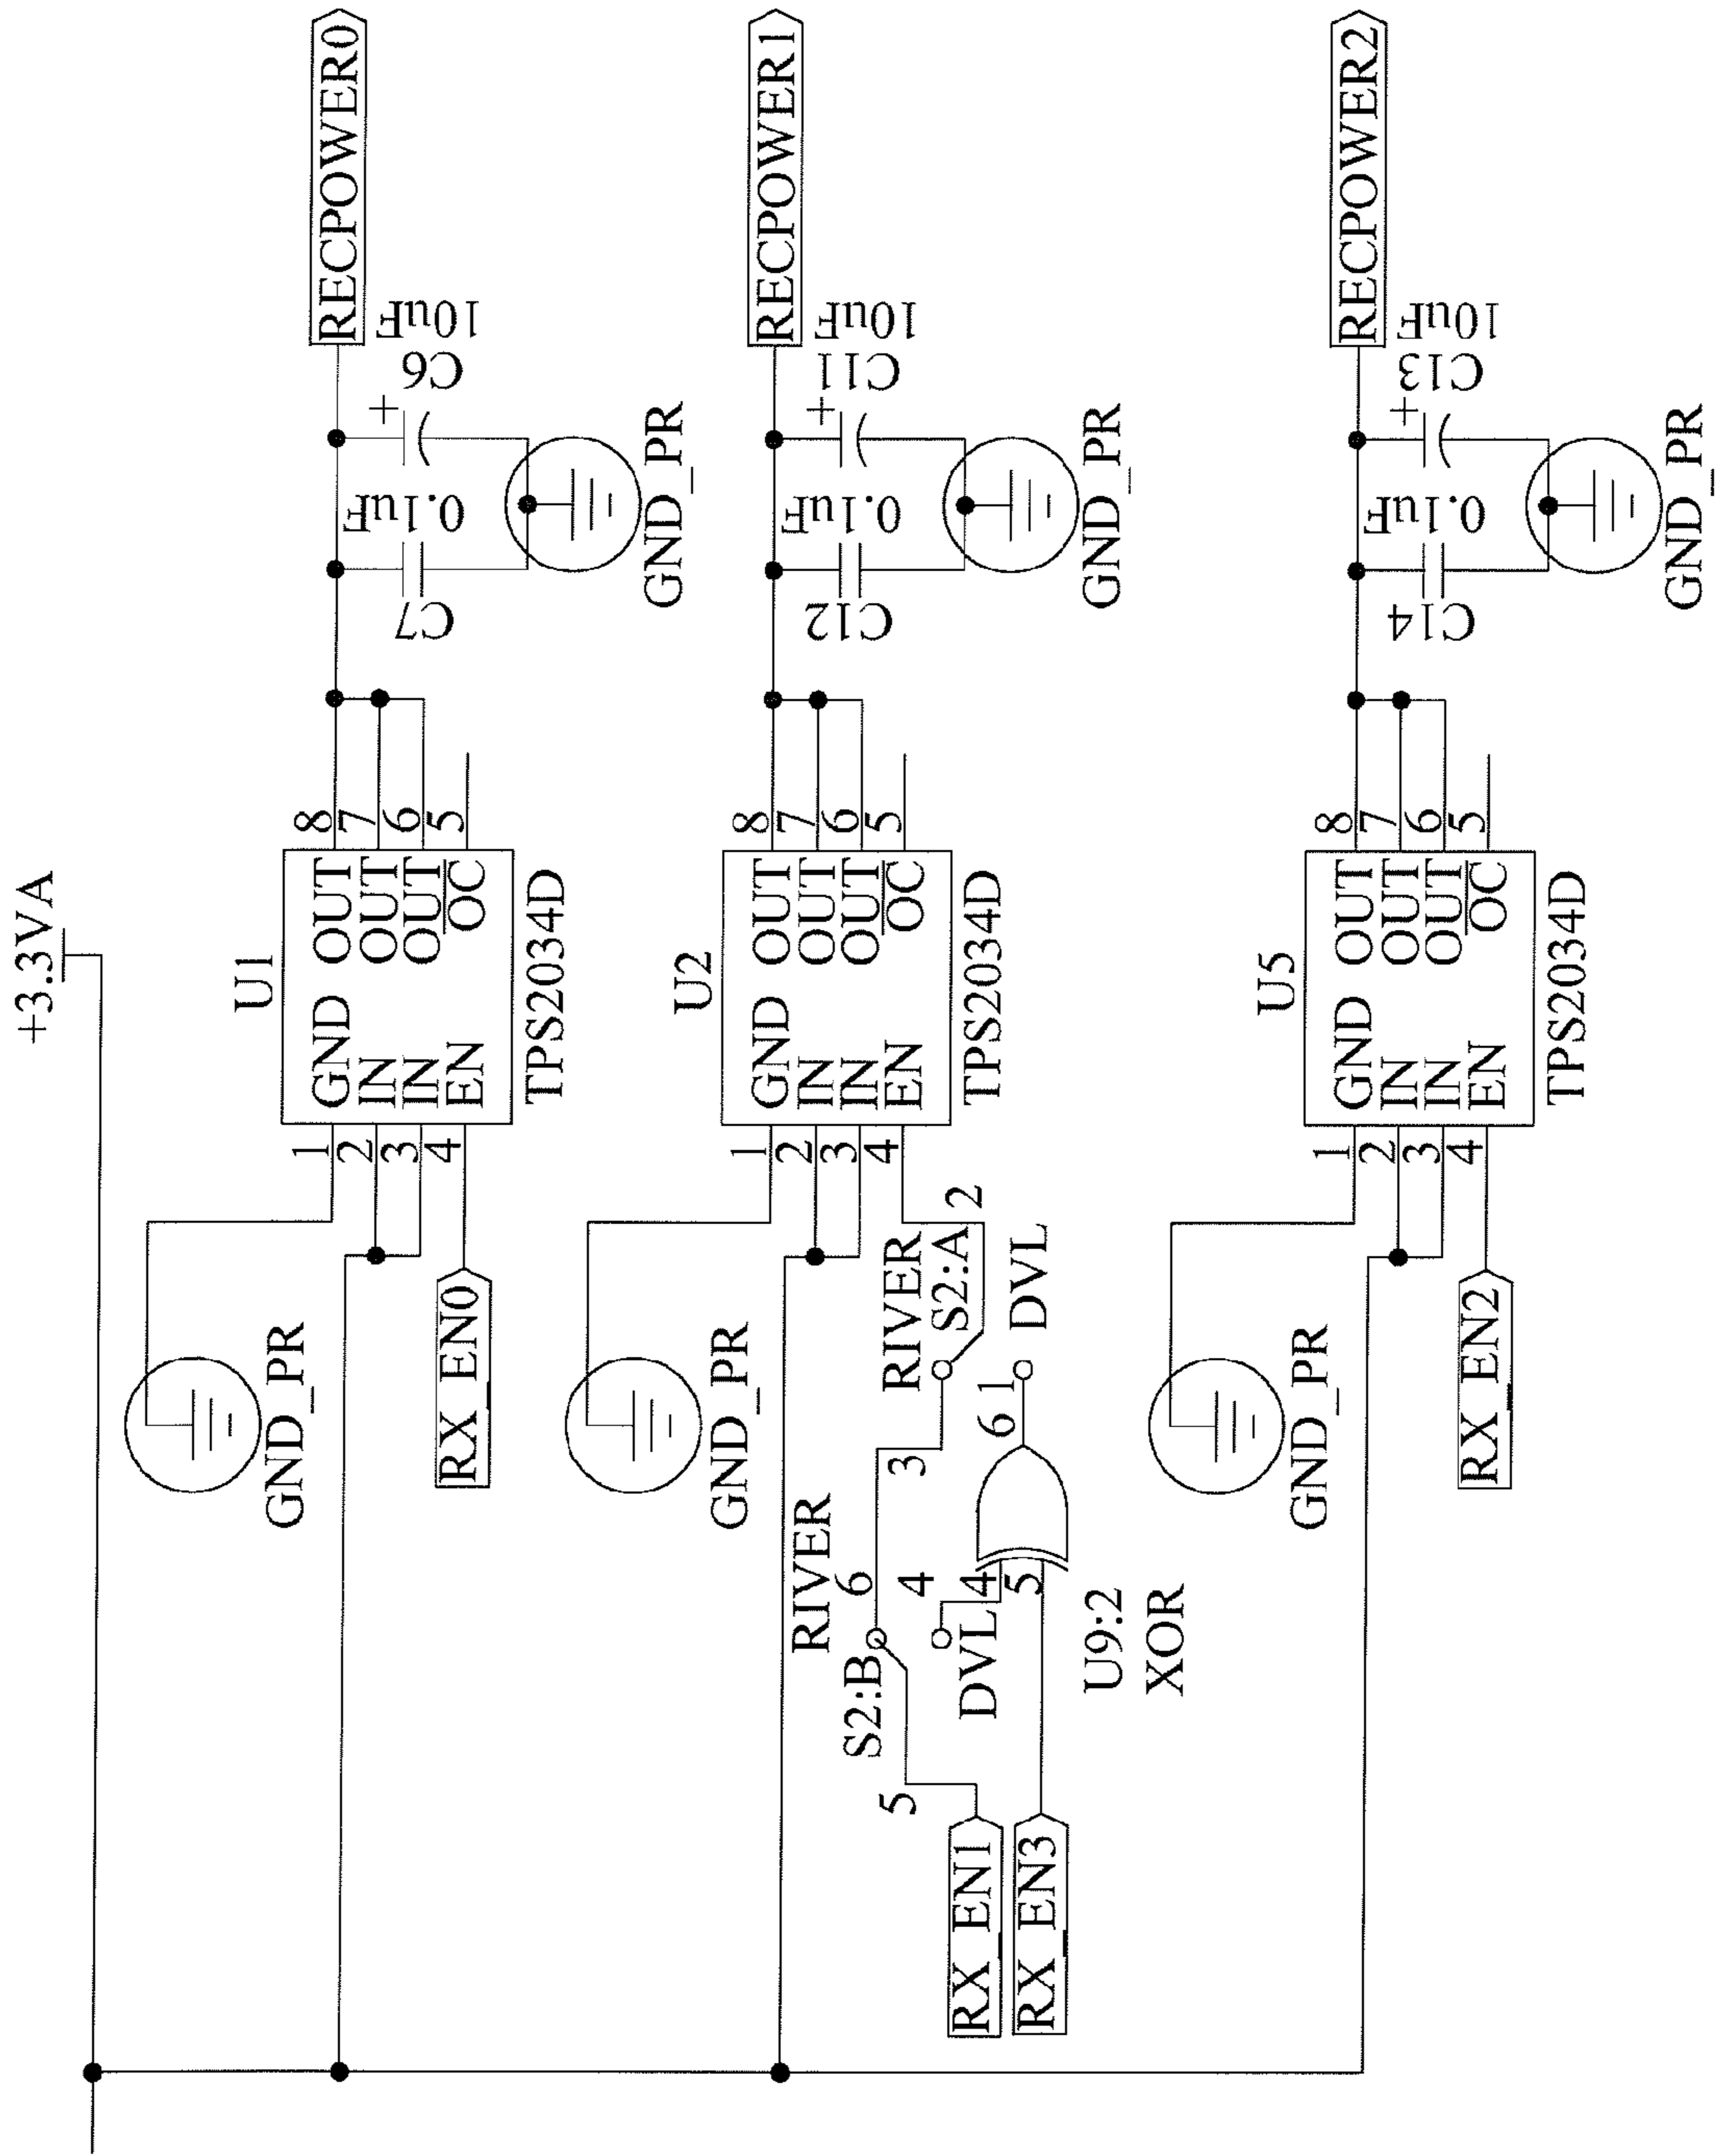 +3.3VA
U1
GND OUT
IN OUT
IN OUT
EN OC
1
2
3
4
8
7
6
5
TPS2034D
GND_PR
RX_EN0
C7
0.1uF
C6
10uF
+
GND_PR
RECPOWER0
U2
GND OUT
IN OUT
IN OUT
EN OC
1
2
3
4
8
7
6
5
TPS2034D
GND_PR
RIVER
S2:A
2
3
DVL
1
6
RIVER
6
S2:B
5
4
DVL
4
5
U9:2
XOR
RX_EN1
RX_EN3
C12
0.1uF
C11
10uF
+
GND_PR
RECPOWER1
U5
GND OUT
IN OUT
IN OUT
EN OC
1
2
3
4
8
7
6
5
TPS2034D
GND_PR
RX_EN2
C14
0.1uF
C13
10uF
+
GND_PR
RECPOWER2